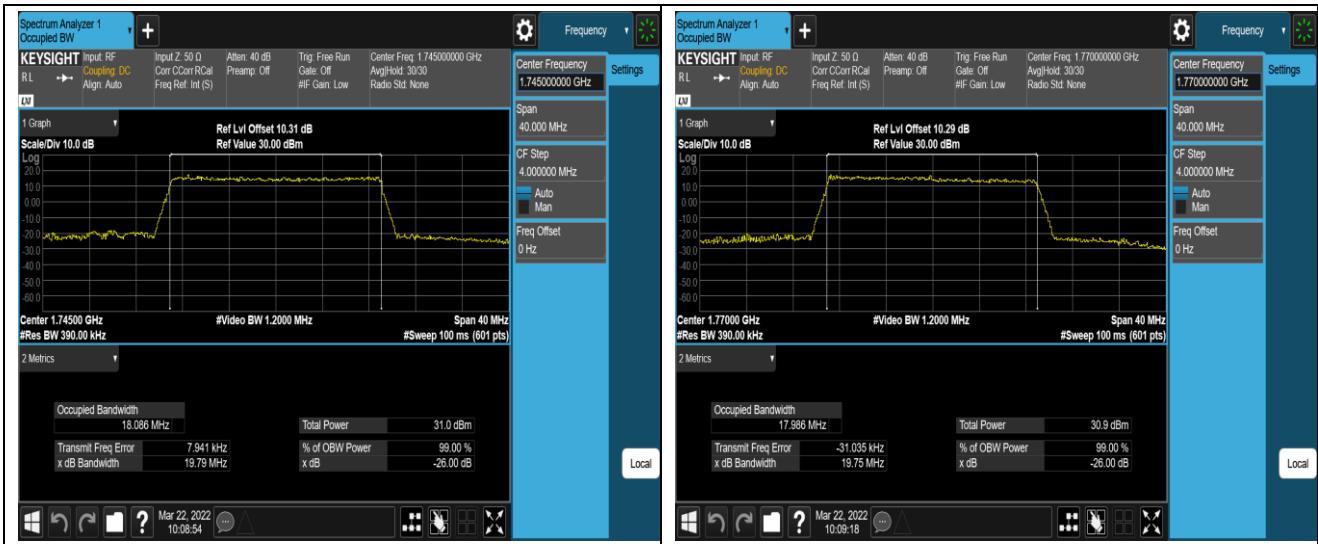 Spectrum Analyzer 1
Occupied BW
Frequency
KEYSIGHT Input: RF Input Z: 50 Ω Atten: 40 dB Trig: Free Run Center Freq: 1.745000000 GHz
Coupling: DC Corr CCorr RCal Preamp: Off Gate: Off Avg|Hold: 30/30
R L Align: Auto Freq Ref: Int (S) #IF Gain: Low Radio Std: None
LXI
Center Frequency
1.745000000 GHz
Settings
Span
40.000 MHz
CF Step
4.000000 MHz
Auto
Man
Freq Offset
0 Hz
1 Graph
Ref Lvl Offset 10.31 dB
Scale/Div 10.0 dB Ref Value 30.00 dBm
Log
20.0
10.0
0.00
-10.0
-20.0
-30.0
-40.0
-50.0
-60.0
Center 1.74500 GHz #Video BW 1.2000 MHz Span 40 MHz
#Res BW 390.00 kHz #Sweep 100 ms (601 pts)
2 Metrics
Occupied Bandwidth
18.086 MHz Total Power 31.0 dBm
Transmit Freq Error 7.941 kHz % of OBW Power 99.00 %
x dB Bandwidth 19.79 MHz x dB -26.00 dB
Local
Mar 22, 2022
10:08:54
Spectrum Analyzer 1
Occupied BW
Frequency
KEYSIGHT Input: RF Input Z: 50 Ω Atten: 40 dB Trig: Free Run Center Freq: 1.770000000 GHz
Coupling: DC Corr CCorr RCal Preamp: Off Gate: Off Avg|Hold: 30/30
R L Align: Auto Freq Ref: Int (S) #IF Gain: Low Radio Std: None
LXI
Center Frequency
1.770000000 GHz
Settings
Span
40.000 MHz
CF Step
4.000000 MHz
Auto
Man
Freq Offset
0 Hz
1 Graph
Ref Lvl Offset 10.29 dB
Scale/Div 10.0 dB Ref Value 30.00 dBm
Log
20.0
10.0
0.00
-10.0
-20.0
-30.0
-40.0
-50.0
-60.0
Center 1.77000 GHz #Video BW 1.2000 MHz Span 40 MHz
#Res BW 390.00 kHz #Sweep 100 ms (601 pts)
2 Metrics
Occupied Bandwidth
17.986 MHz Total Power 30.9 dBm
Transmit Freq Error -31.035 kHz % of OBW Power 99.00 %
x dB Bandwidth 19.75 MHz x dB -26.00 dB
Local
Mar 22, 2022
10:09:18